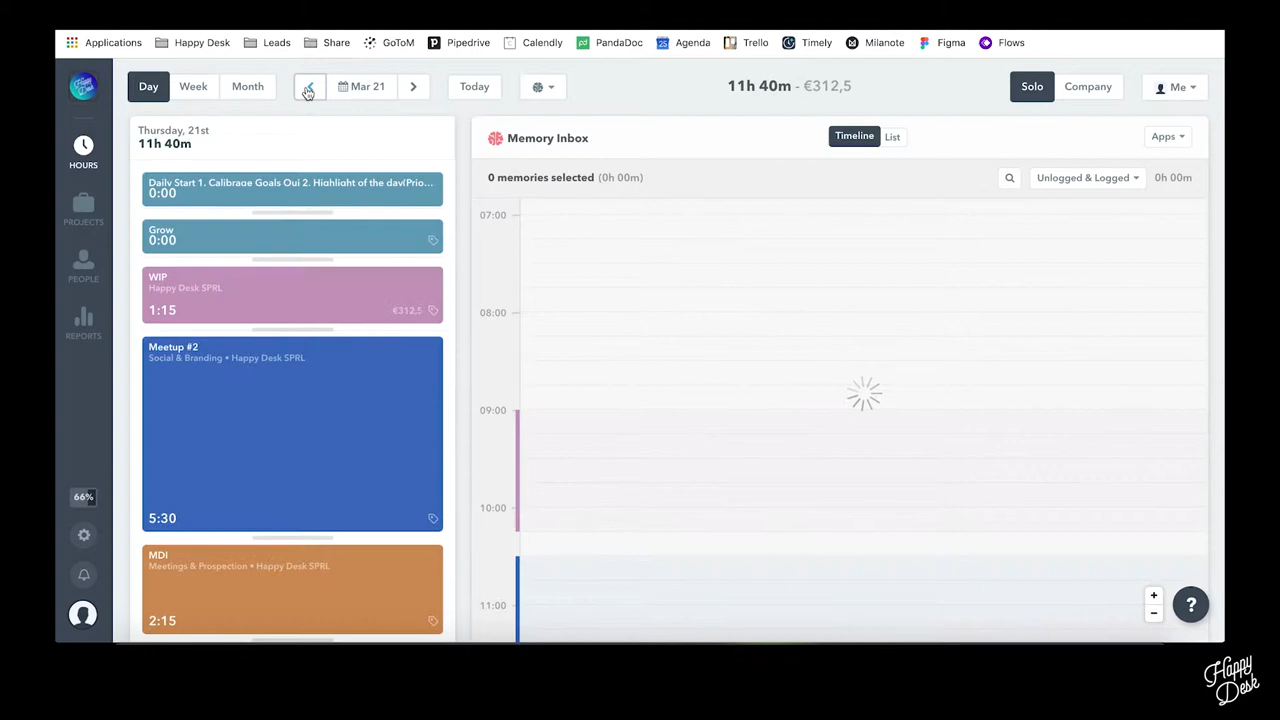 Applications Happy Desk Leads Share GoToM Pipedrive Calendly PandaDoc Agenda Trello Timely Milanote Figma Flows
Day Week Month Mar 21 Today 11h 40m - €312,5 Solo Company Me
HOURS
PROJECTS
PEOPLE
REPORTS
66%
Thursday, 21st
11h 40m
Daily Start 1. Calibrage Goals Oui 2. Highlight of the day(Prio...
0:00
Grow
0:00
WIP
Happy Desk SPRL
1:15 €312,5
Meetup #2
Social & Branding • Happy Desk SPRL
5:30
MDI
Meetings & Prospection • Happy Desk SPRL
2:15
Memory Inbox Timeline List Apps
0 memories selected (0h 00m) Unlogged & Logged 0h 00m
07:00
08:00
09:00
10:00
11:00
+
−
?
Happy
Desk